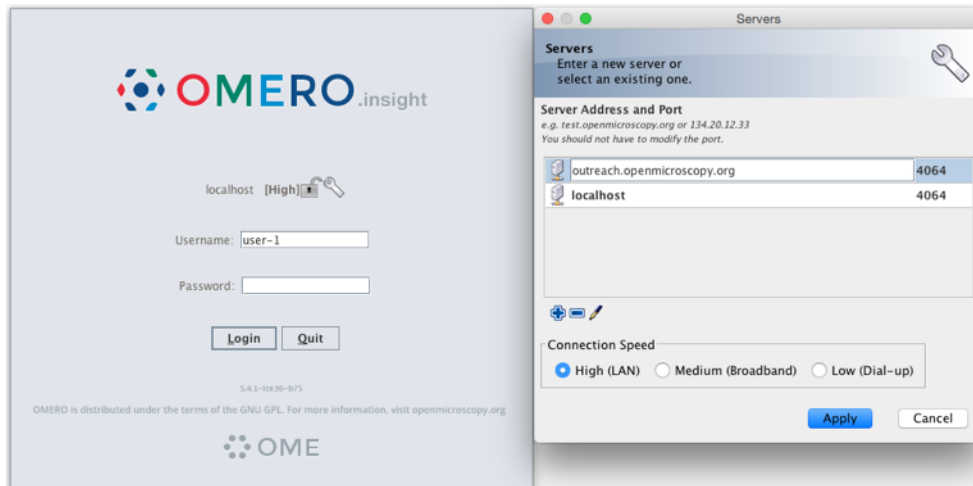 OMERO.insight
localhost [High]
Username: user-1
Password:
Login Quit
5.4.1-ice36-b75
OMERO is distributed under the terms of the GNU GPL. For more information, visit openmicroscopy.org
OME
Servers
Servers
Enter a new server or
select an existing one.
Server Address and Port
e.g. test.openmicroscopy.org or 134.20.12.33
You should not have to modify the port.
outreach.openmicroscopy.org 4064
localhost 4064
Connection Speed
High (LAN) Medium (Broadband) Low (Dial-up)
Apply Cancel